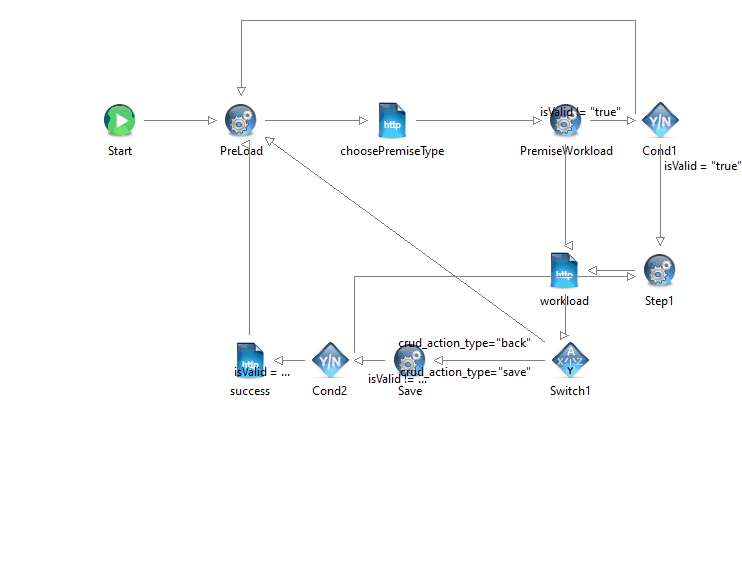 http
isValid != "true"
Y/N
Start
PreLoad
choosePremiseType
PremiseWorkload
Cond1
isValid = "true"
http
workload
Step1
crud_action_type="back"
http
Y/N
A
X Z
Y
isValid = ...
isValid != ...
crud_action_type="save"
success
Cond2
Save
Switch1